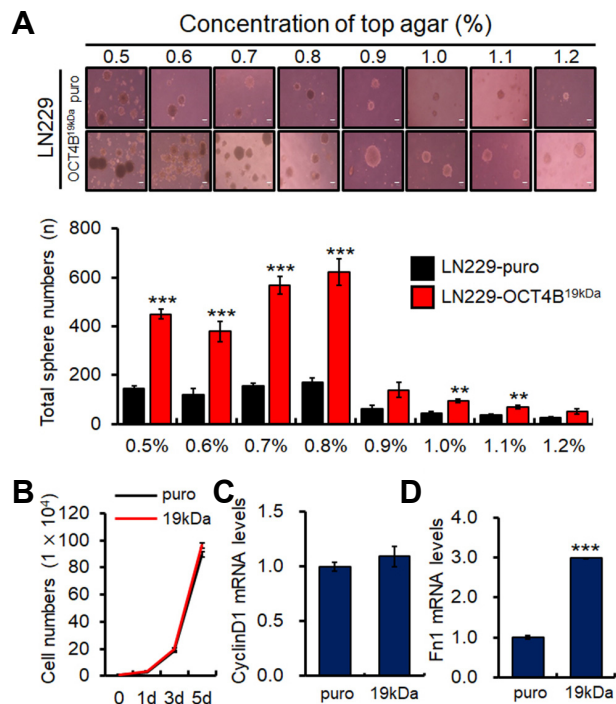 A
Concentration of top agar (%)
0.5 0.6 0.7 0.8 0.9 1.0 1.1 1.2
LN229
puro
OCT4B19kDa
Total sphere numbers (n)
800
600
400
200
0
*** *** *** *** ** **
LN229-puro
LN229-OCT4B19kDa
0.5% 0.6% 0.7% 0.8% 0.9% 1.0% 1.1% 1.2%
B
puro
19kDa
Cell numbers (1 × 10⁴)
120
100
80
60
40
20
0
0 1d 3d 5d
C
CyclinD1 mRNA levels
1.5
1.0
0.5
0.0
puro 19kDa
D
Fn1 mRNA levels
4.0
3.0
2.0
1.0
0.0
***
puro 19kDa